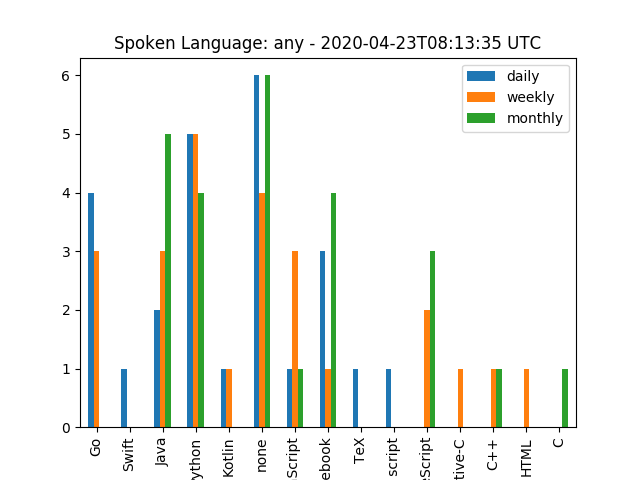 Spoken Language: any - 2020-04-23T08:13:35 UTC
daily
weekly
monthly
6
5
4
3
2
1
0
Go
Swift
Java
ython
Kotlin
none
Script
ebook
TeX
script
eScript
tive-C
C++
HTML
C